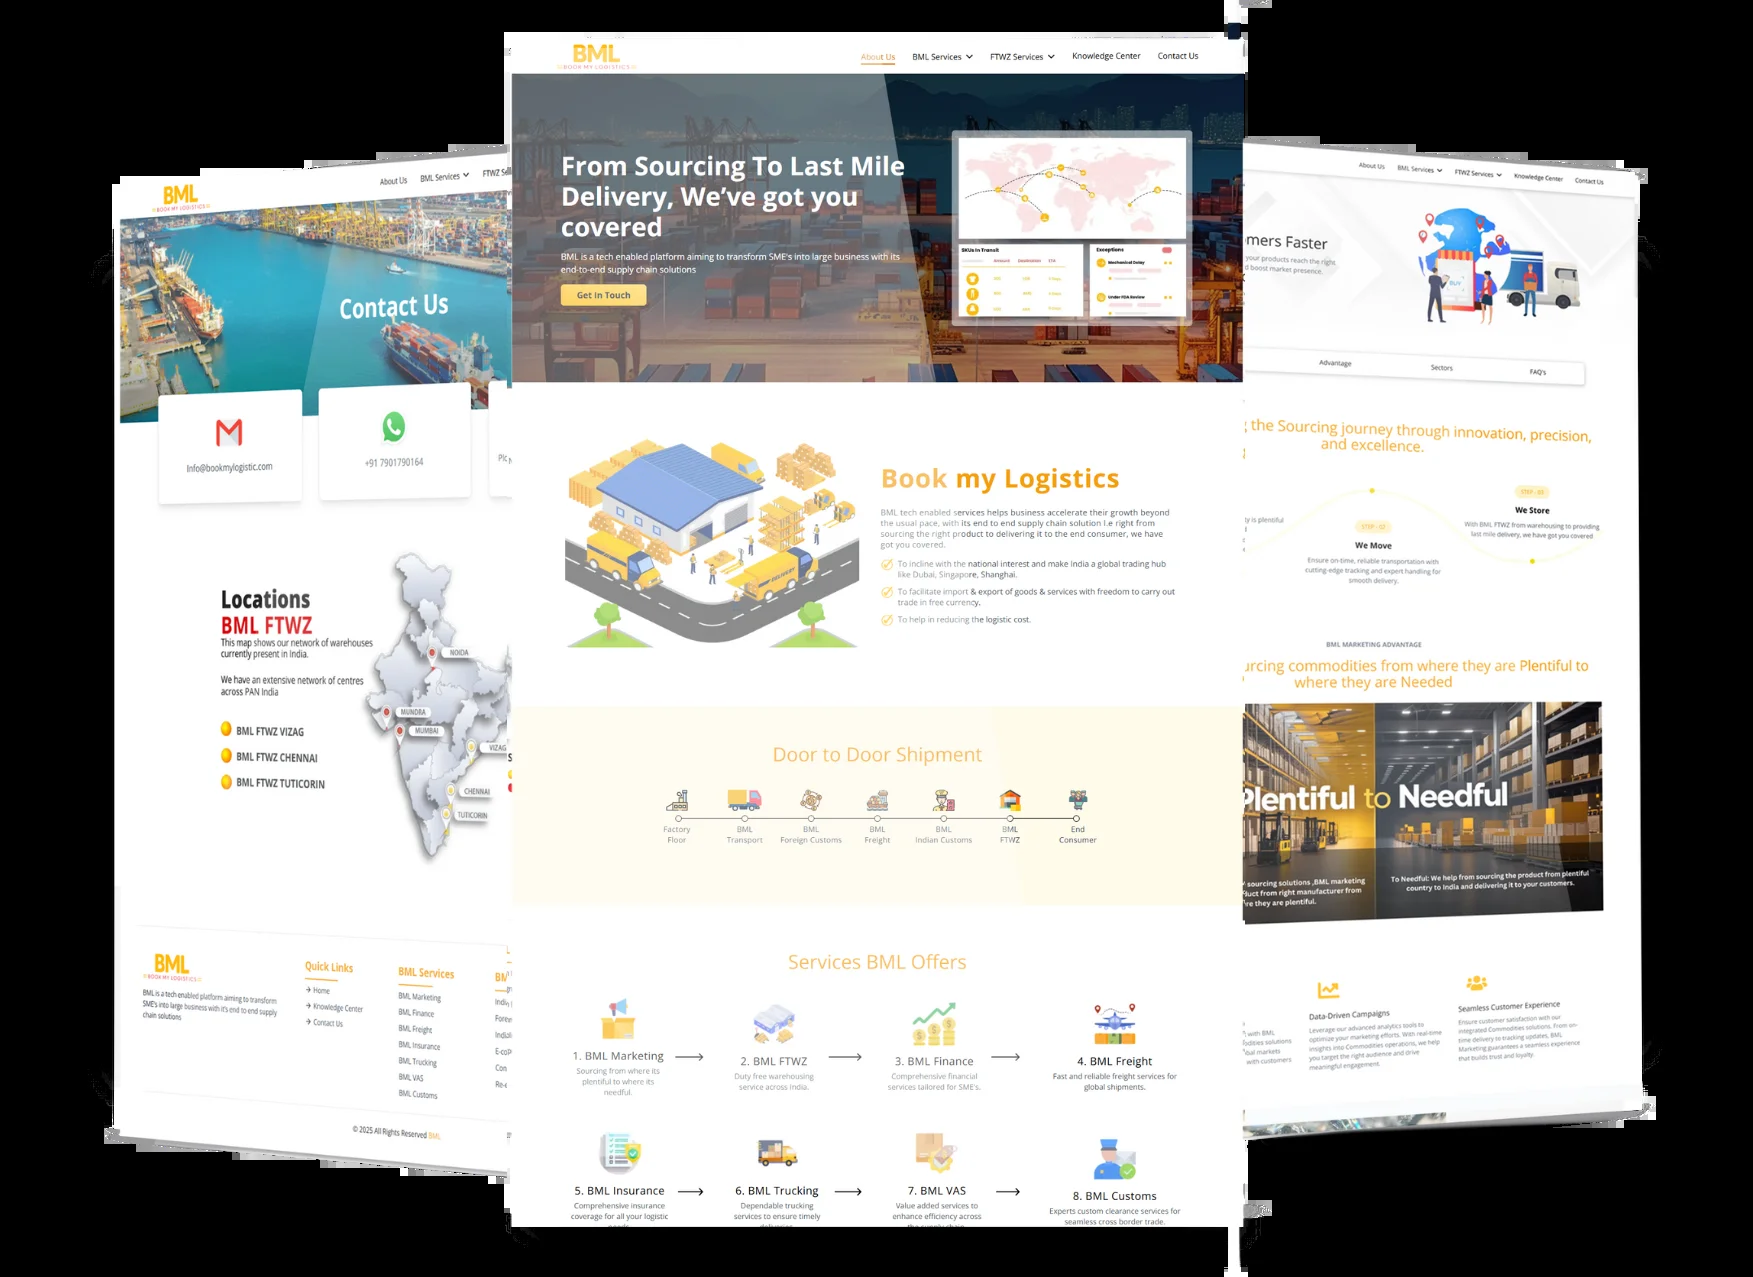 BML
BOOK MY LOGISTICS
About Us
BML Services
FTWZ Services
Knowledge Center
Contact Us
From Sourcing To Last Mile
Delivery, We’ve got you
covered
BML is a tech enabled platform aiming to transform SME's into large business with its
end-to-end supply chain solutions
Get In Touch
SKUs In Transit
Amount
Destination
ETA
Exceptions
Mechanical Delay
Under FDA Review
Book my Logistics
BML tech enabled services helps business accelerate their growth beyond
the usual pace, with its end to end supply chain solution i.e right from
sourcing the right product to delivering it to the end consumer, we have
got you covered.
To incline with the national interest and make India a global trading hub
like Dubai, Singapore, Shanghai.
To facilitate import & export of goods & services with freedom to carry out
trade in free currency.
To help in reducing the logistic cost.
DELIVERY
Door to Door Shipment
Factory
Floor
BML
Transport
BML
Foreign Customs
BML
Freight
BML
Indian Customs
BML
FTWZ
End
Consumer
Services BML Offers
1. BML Marketing
Sourcing from where its
plentiful to where its
needful.
2. BML FTWZ
Duty free warehousing
service across India.
3. BML Finance
Comprehensive financial
services tailored for SME's.
4. BML Freight
Fast and reliable freight services for
global shipments.
5. BML Insurance
Comprehensive insurance
coverage for all your logistic
6. BML Trucking
Dependable trucking
services to ensure timely
7. BML VAS
Value added services to
enhance efficiency across
the supply chain.
8. BML Customs
Experts custom clearance services for
seamless cross border trade.
BML
BOOK MY LOGISTICS
About Us
BML Services
FTWZ
Contact Us
Info@bookmylogistic.com
+91 7901790164
Locations
BML FTWZ
This map shows our network of warehouses
currently present in India.
We have an extensive network of centres
across PAN India
BML FTWZ VIZAG
BML FTWZ CHENNAI
BML FTWZ TUTICORIN
NOIDA
MUNDRA
MUMBAI
VIZAG
CHENNAI
TUTICORIN
BML
BOOK MY LOGISTICS
BML is a tech enabled platform aiming to transform
SME's into large business with it's end to end supply
chain solutions
Quick Links
Home
Knowledge Center
Contact Us
BML Services
BML Marketing
BML Finance
BML Freight
BML Insurance
BML Trucking
BML VAS
BML Customs
© 2025 All Rights Reserved BML
About Us
BML Services
FTWZ Services
Knowledge Center
Contact Us
mers Faster
your products reach the right
d boost market presence.
BUY
Advantage
Sectors
FAQ's
the Sourcing journey through innovation, precision,
and excellence.
is plentiful
STEP - 02
We Move
Ensure on-time, reliable transportation with
cutting-edge tracking and expert handling for
smooth delivery.
STEP - 03
We Store
With BML FTWZ from warehousing to providing
last mile delivery, we have got you covered
BML MARKETING ADVANTAGE
urcing commodities from where they are Plentiful to
where they are Needed
Plentiful to Needful
sourcing solutions ,BML marketing
duct from right manufacturer from
re they are plentiful.
To Needful: We help from sourcing the product from plentiful
country to India and delivering it to your customers.
with BML
odities solutions
markets
with customers
Data-Driven Campaigns
Leverage our advanced analytics tools to
optimize your marketing efforts. With real-time
insights into Commodities operations, we help
you target the right audience and drive
meaningful engagement.
Seamless Customer Experience
Ensure customer satisfaction with our
integrated Commodities solutions. From on-
time delivery to tracking updates, BML
Marketing guarantees a seamless experience
that builds trust and loyalty.